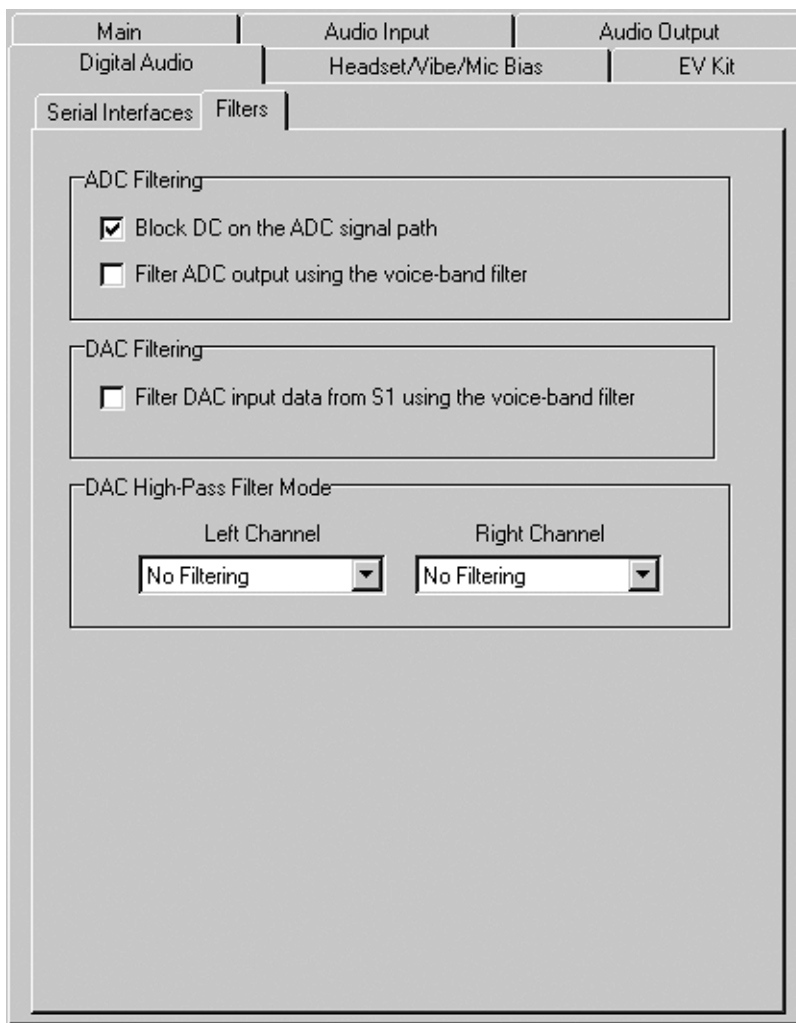 Main Audio Input Audio Output
Digital Audio Headset/Vibe/Mic Bias EV Kit
Serial Interfaces Filters
ADC Filtering
Block DC on the ADC signal path
Filter ADC output using the voice-band filter
DAC Filtering
Filter DAC input data from S1 using the voice-band filter
DAC High-Pass Filter Mode
Left Channel Right Channel
No Filtering No Filtering